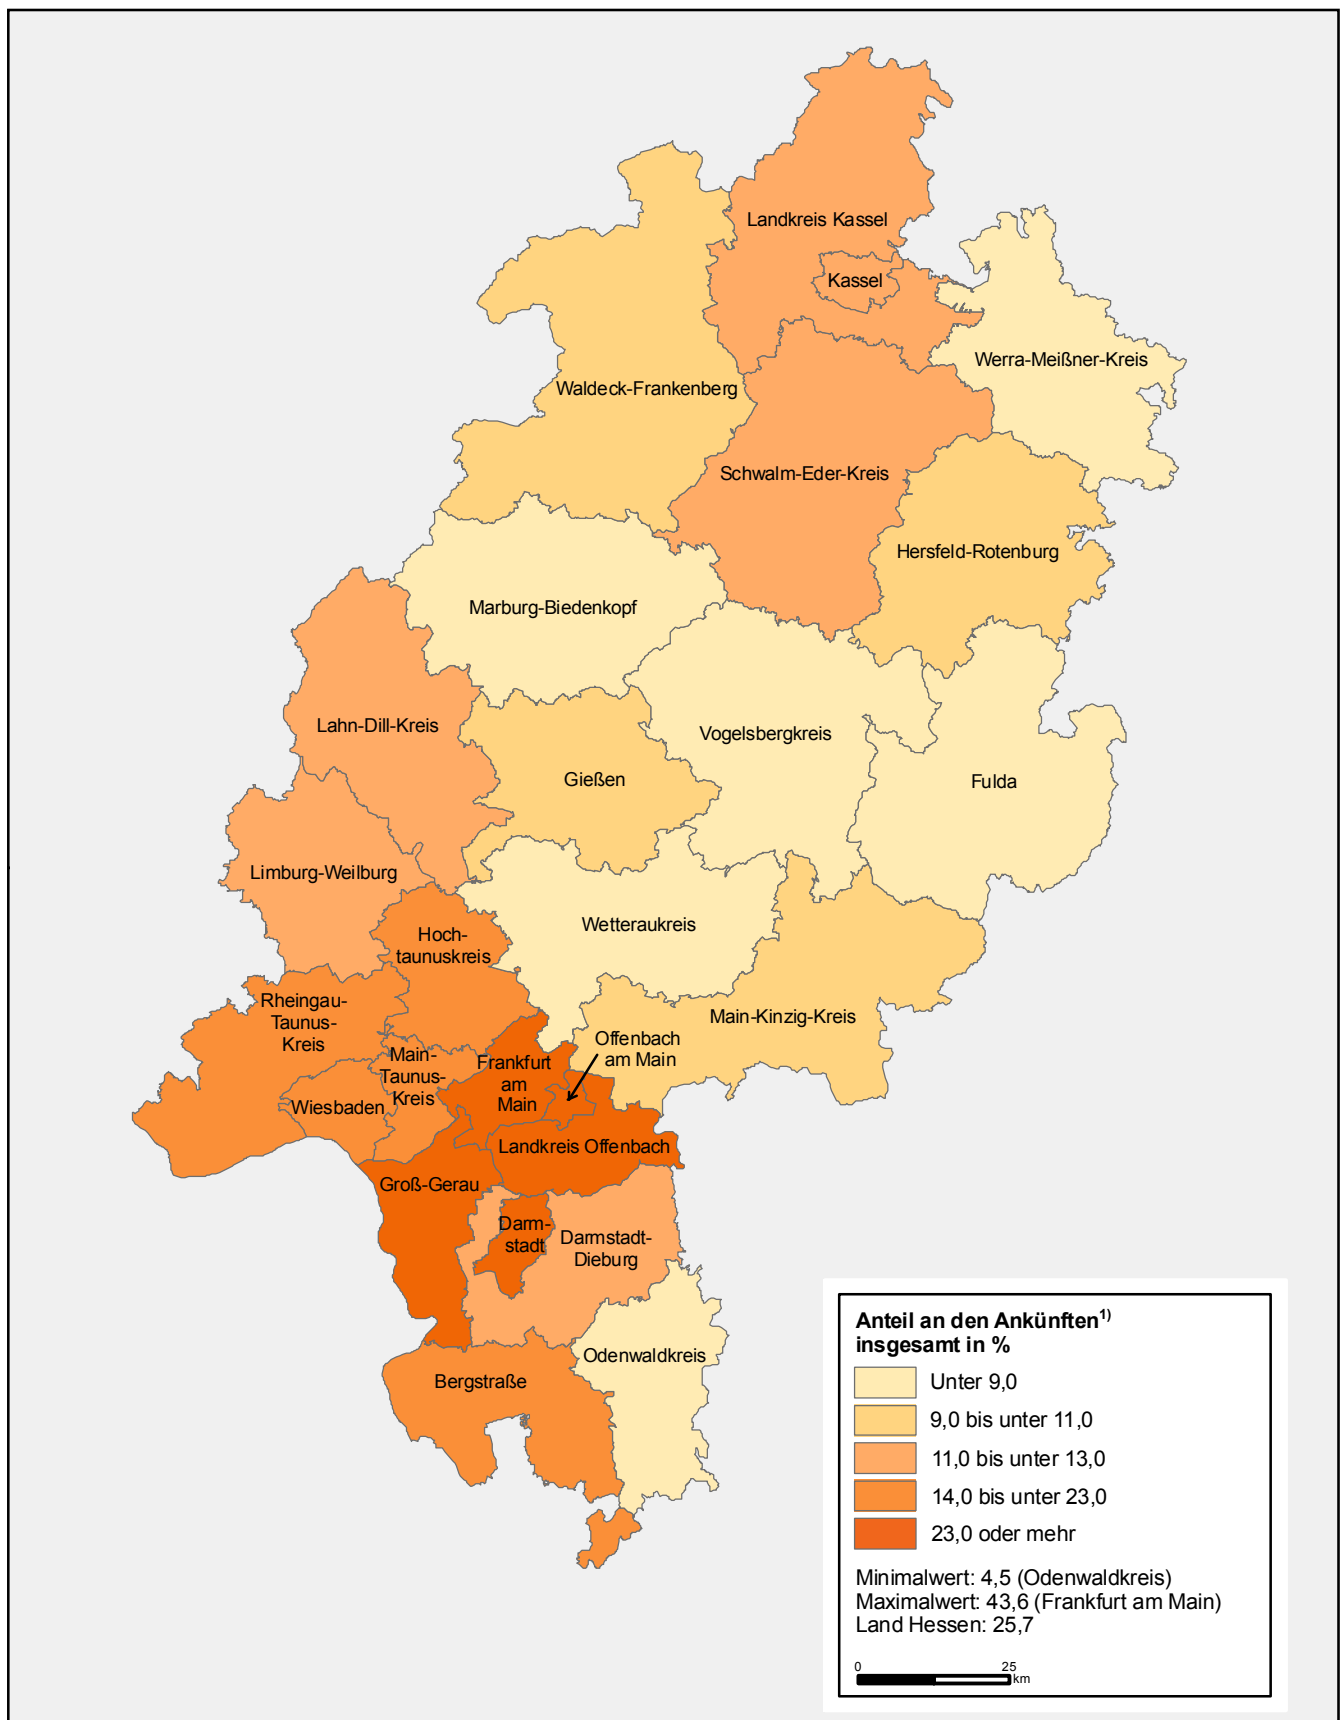 Landkreis Kassel
Kassel
Werra-Meißner-Kreis
Waldeck-Frankenberg
Schwalm-Eder-Kreis
Hersfeld-Rotenburg
Marburg-Biedenkopf
Lahn-Dill-Kreis
Vogelsbergkreis
Gießen
Fulda
Limburg-Weilburg
Wetteraukreis
Hoch-
taunuskreis
Rheingau-
Taunus-
Kreis
Main-Kinzig-Kreis
Offenbach
am Main
Main-
Taunus-
Kreis
Frankfurt
am
Main
Wiesbaden
Landkreis Offenbach
Groß-Gerau
Darm-
stadt
Darmstadt-
Dieburg
Odenwaldkreis
Bergstraße
Anteil an den Ankünften1)
insgesamt in %
Unter 9,0
9,0 bis unter 11,0
11,0 bis unter 13,0
14,0 bis unter 23,0
23,0 oder mehr
Minimalwert: 4,5 (Odenwaldkreis)
Maximalwert: 43,6 (Frankfurt am Main)
Land Hessen: 25,7
0 25
km